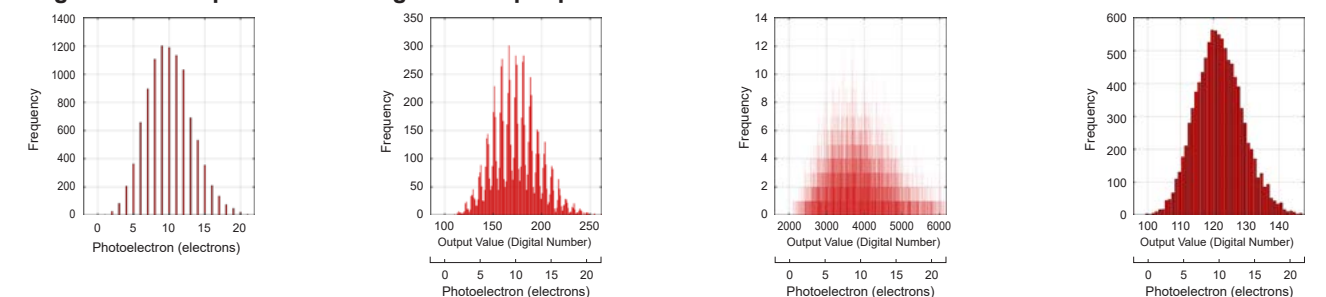 1400
1200
1000
800
600
400
200
0
Frequency
0 5 10 15 20
Photoelectron (electrons)
350
300
250
200
150
100
50
0
Frequency
100 150 200 250
Output Value (Digital Number)
0 5 10 15 20
Photoelectron (electrons)
14
12
10
8
6
4
2
0
Frequency
2000 3000 4000 5000 6000
Output Value (Digital Number)
0 5 10 15 20
Photoelectron (electrons)
600
500
400
300
200
100
0
Frequency
100 110 120 130 140
Output Value (Digital Number)
0 5 10 15 20
Photoelectron (electrons)